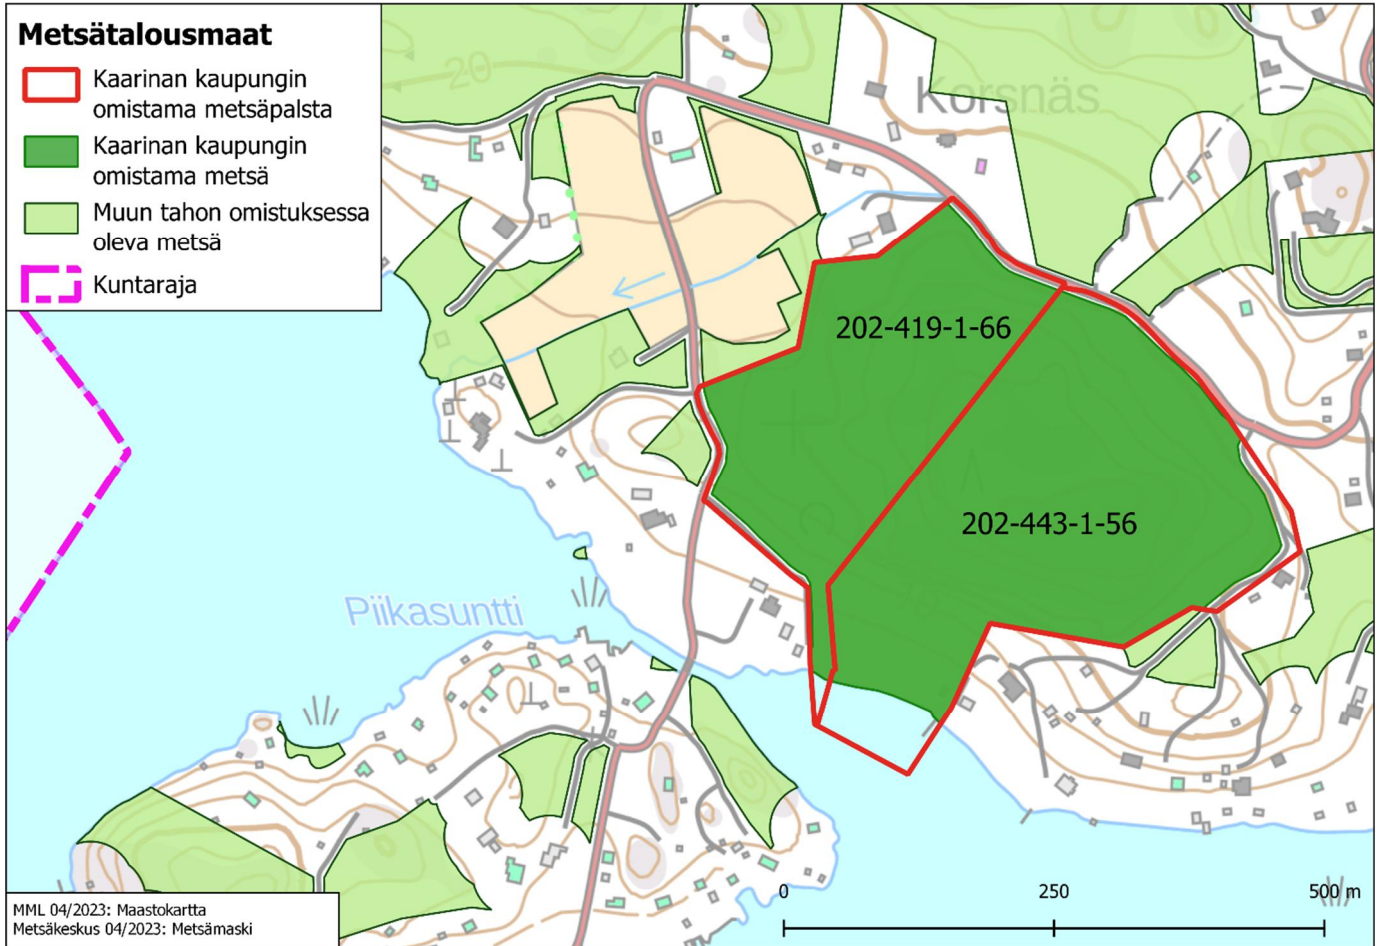 Metsätalousmaat
Kaarinan kaupungin
omistama metsäpalsta
Kaarinan kaupungin
omistama metsä
Muun tahon omistuksessa
oleva metsä
Kuntaraja
20
Korsnäs
202-419-1-66
202-443-1-56
Piikasuntti
0 250 500 m
MML 04/2023: Maastokartta
Metsäkeskus 04/2023: Metsämaski